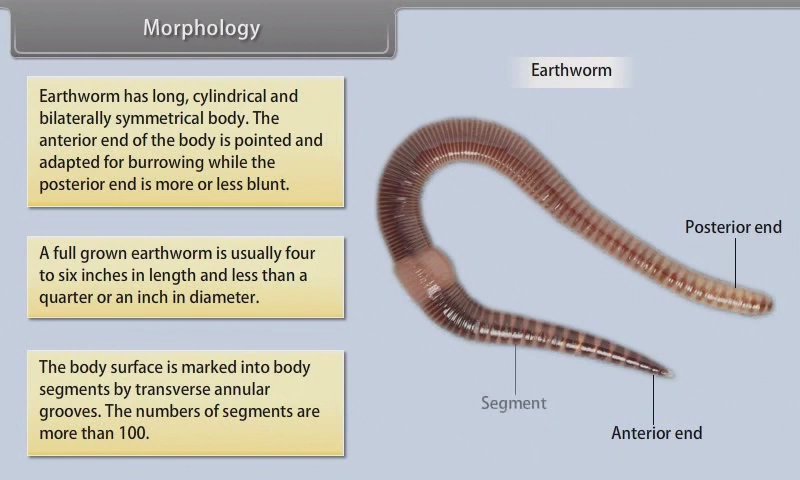 Morphology
Earthworm has long, cylindrical and
bilaterally symmetrical body. The
anterior end of the body is pointed and
adapted for burrowing while the
posterior end is more or less blunt.
A full grown earthworm is usually four
to six inches in length and less than a
quarter or an inch in diameter.
The body surface is marked into body
segments by transverse annular
grooves. The numbers of segments are
more than 100.
Earthworm
Posterior end
Segment
Anterior end